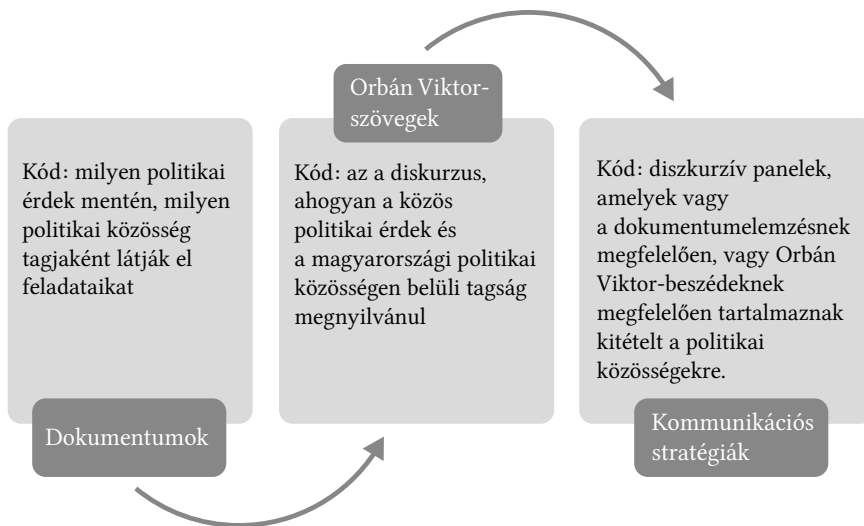 Kód: milyen politikai
érdek mentén, milyen
politikai közösség
tagjaként látják el
feladataikat
Dokumentumok
Orbán Viktor-
szövegek
Kód: az a diskurzus,
ahogyan a közös
politikai érdek és
a magyarországi politikai
közösségen belüli tagság
megnyilvánul
Kód: diszkurzív panelek,
amelyek vagy
a dokumentumelemzésnek
megfelelően, vagy Orbán
Viktor-beszédeknek
megfelelően tartalmaznak
kitételt a politikai
közösségekre.
Kommunikációs
stratégiák